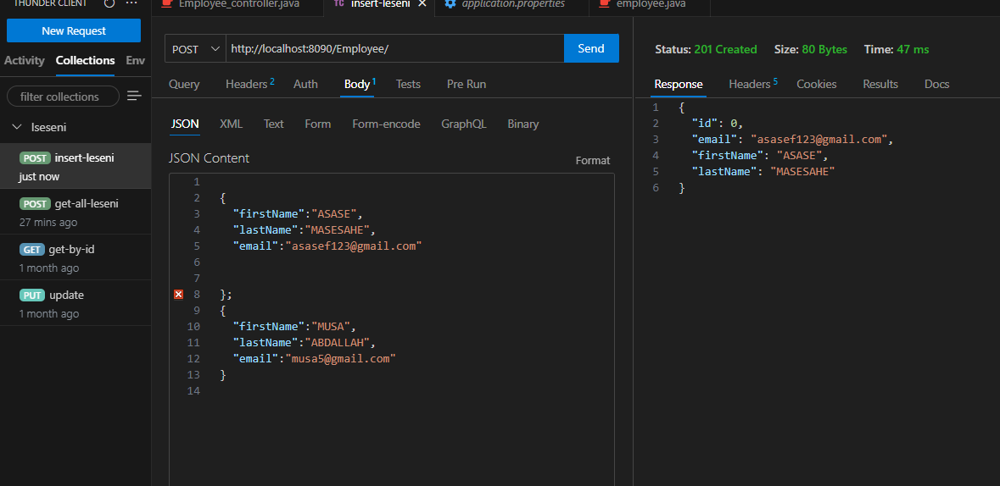 THUNDER CLIENT
New Request
Activity Collections Env
filter collections
Iseseni
POST insert-leseni
just now
POST get-all-leseni
27 mins ago
GET get-by-id
1 month ago
PUT update
1 month ago
Employee_controller.java TC insert-leseni application.properties employee.java
POST http://localhost:8090/Employee/ Send
Query Headers 2 Auth Body 1 Tests Pre Run
JSON XML Text Form Form-encode GraphQL Binary
JSON Content Format
1
2 {
3 "firstName":"ASASE",
4 "lastName":"MASESAHE",
5 "email":"asasef123@gmail.com"
6
7
8 };
9 {
10 "firstName":"MUSA",
11 "lastName":"ABDALLAH",
12 "email":"musa5@gmail.com"
13 }
14
Status: 201 Created Size: 80 Bytes Time: 47 ms
Response Headers 5 Cookies Results Docs
1 {
2 "id": 0,
3 "email": "asasef123@gmail.com",
4 "firstName": "ASASE",
5 "lastName": "MASESAHE"
6 }